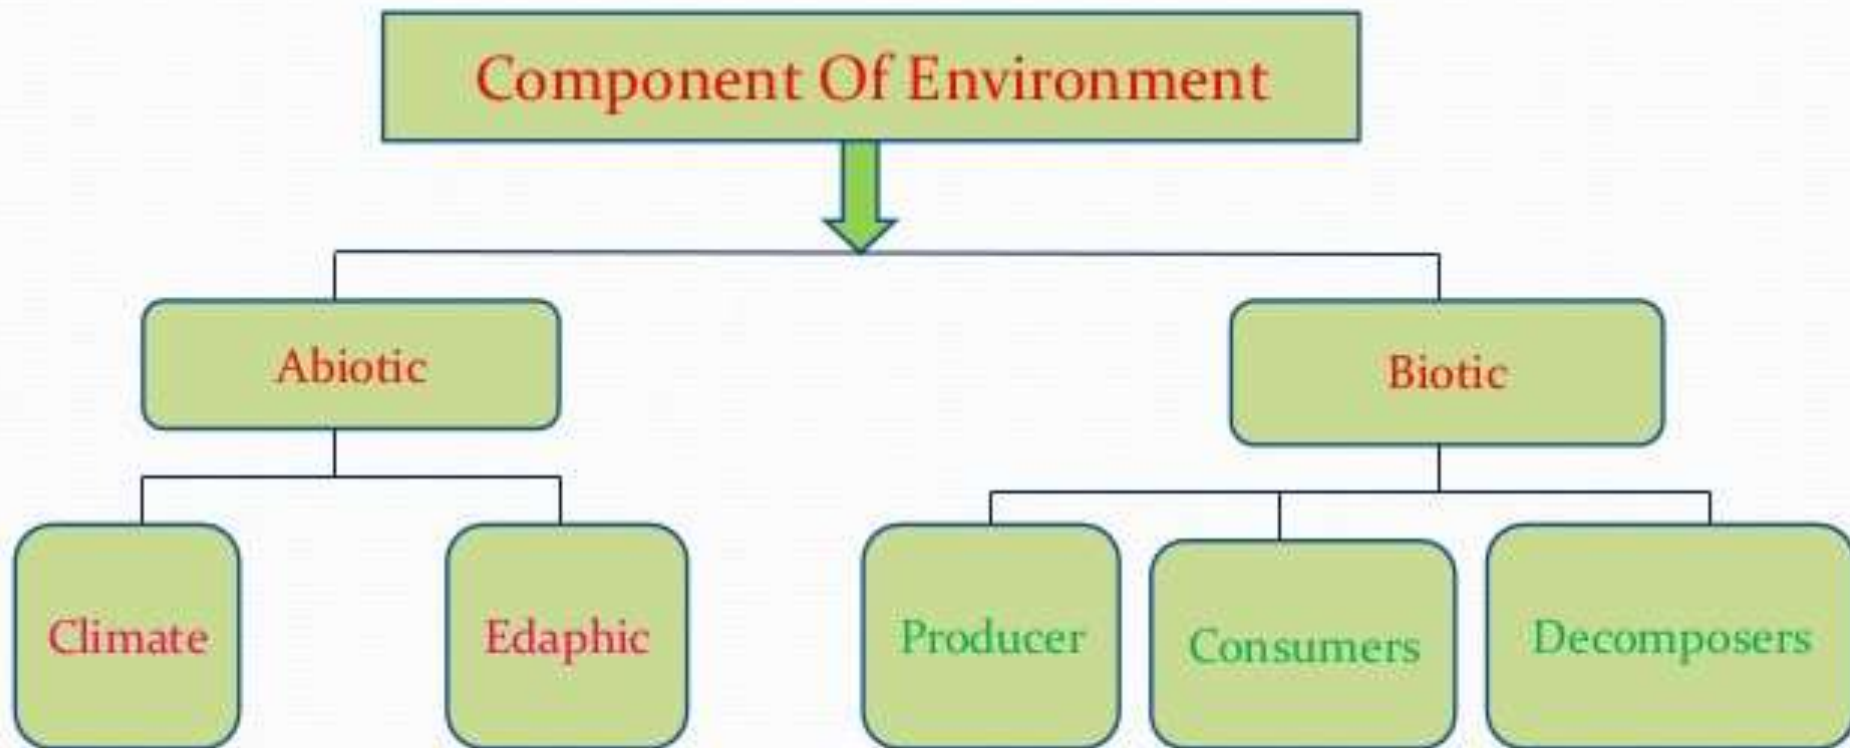 Component Of Environment
Abiotic
Biotic
Climate
Edaphic
Producer
Consumers
Decomposers